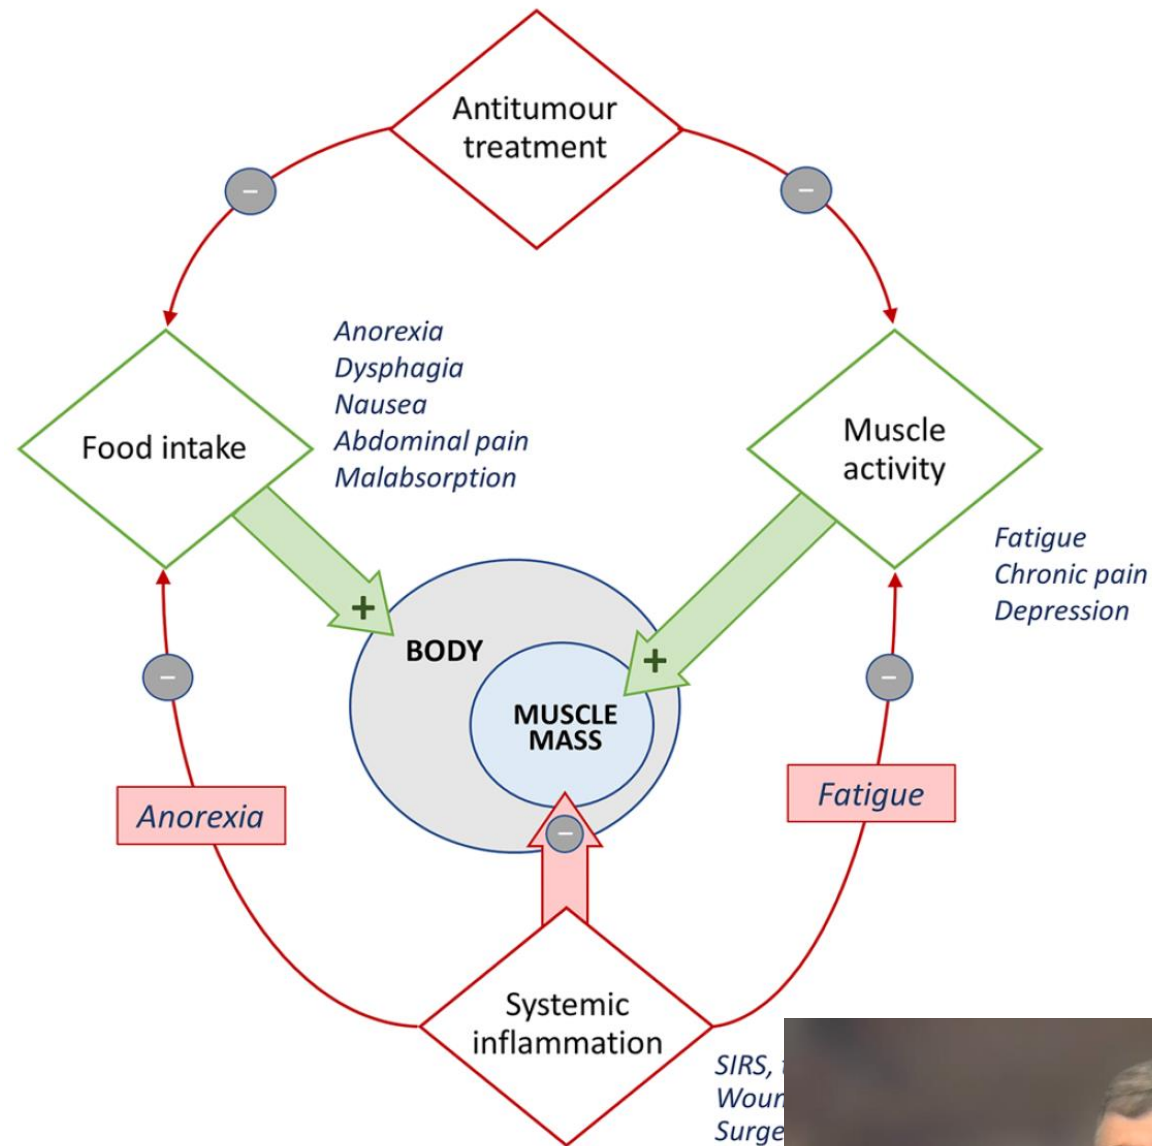 Antitumour
treatment
–
–
Anorexia
Dysphagia
Nausea
Abdominal pain
Malabsorption
Food intake
Muscle
activity
Fatigue
Chronic pain
Depression
+
+
BODY
MUSCLE
MASS
–
–
Anorexia
Fatigue
–
Systemic
inflammation
SIRS,